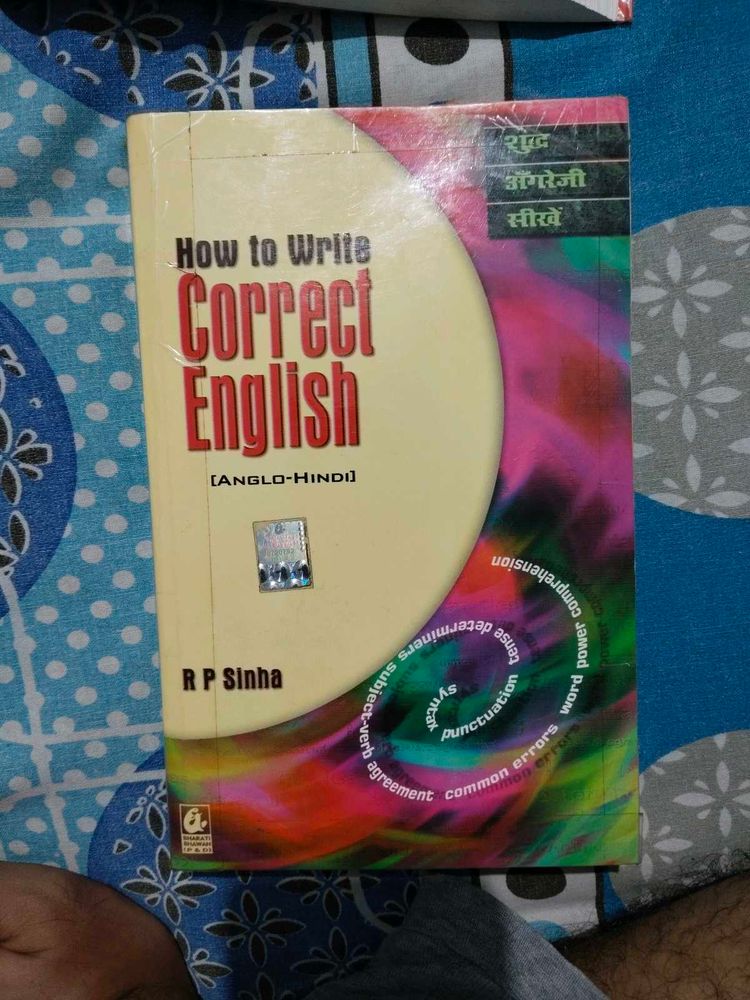 शुद्ध
अँगरेजी
सीखें
How to Write
Correct
English
[ANGLO-HINDI]
R P Sinha
syntax punctuation tense determiners subject-verb agreement common errors word power comprehension
BHARATI
BHAWAN
(P & D)